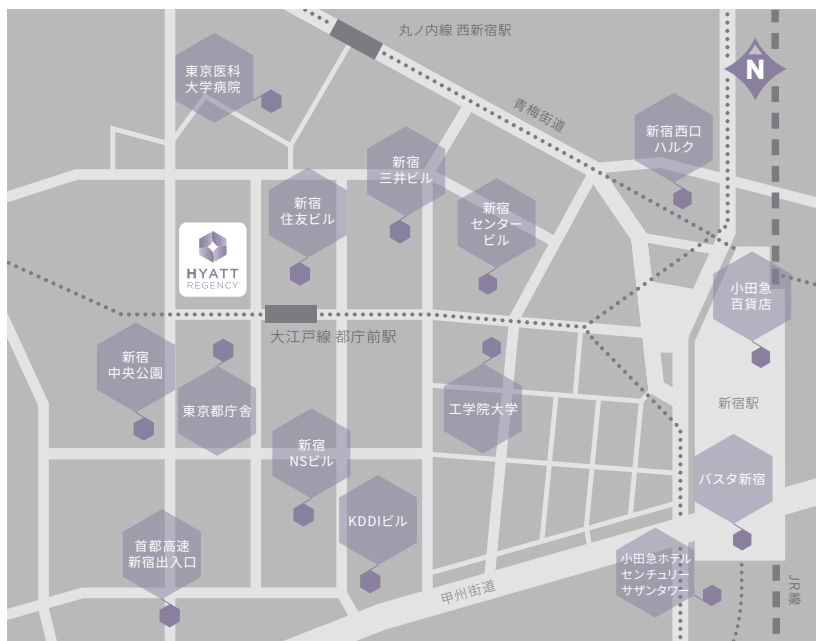 丸ノ内線 西新宿駅
N
東京医科
大学病院
青梅街道
新宿西口
ハルク
新宿
三井ビル
新宿
住友ビル
新宿
センター
ビル
HYATT
REGENCY
小田急
百貨店
大江戸線 都庁前駅
新宿
中央公園
東京都庁舎
工学院大学
新宿駅
新宿
NSビル
バスタ新宿
KDDIビル
首都高速
新宿出入口
小田急ホテル
センチュリー
サザンタワー
甲州街道
JR線